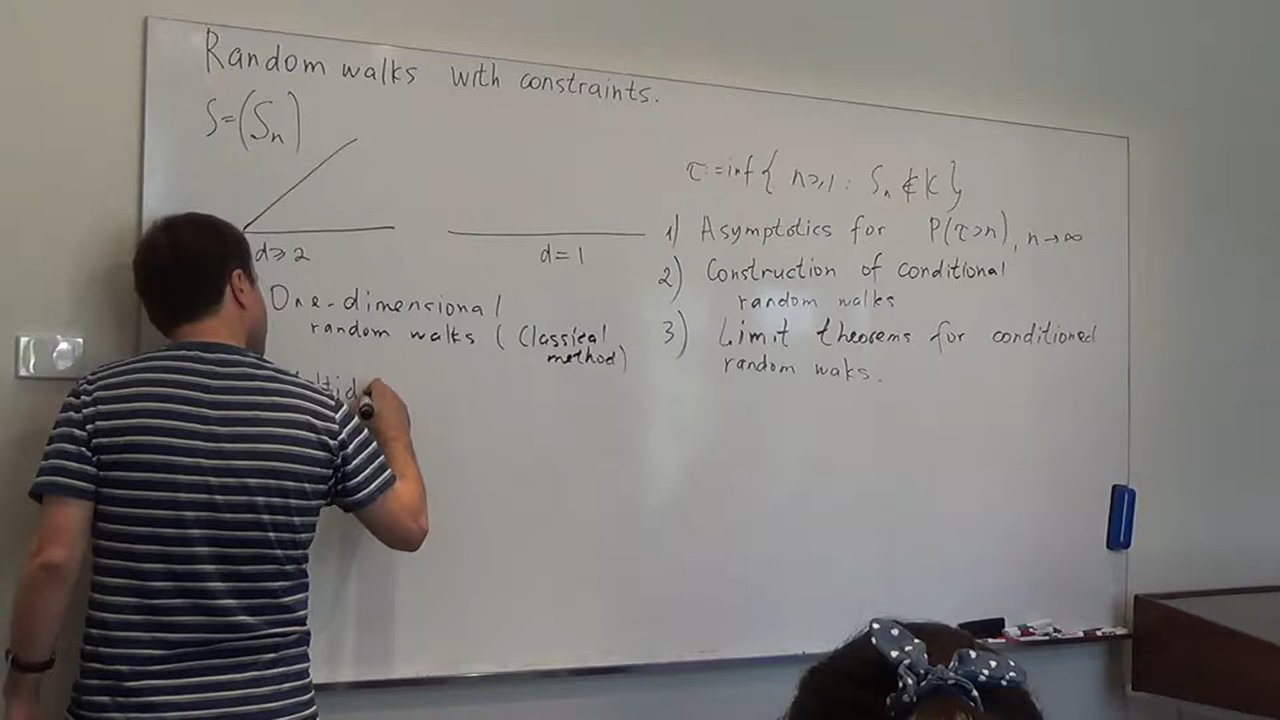 Random walks with constraints.
S=(Sn)
d⩾2
d=1
One-dimensional
random walks (Classical
method)
τ:=inf{ n⩾1 : Sn ∉ K }
1) Asymptotics for P(τ>n), n→∞
2) Construction of conditional
random walks
3) Limit theorems for conditioned
random waks.